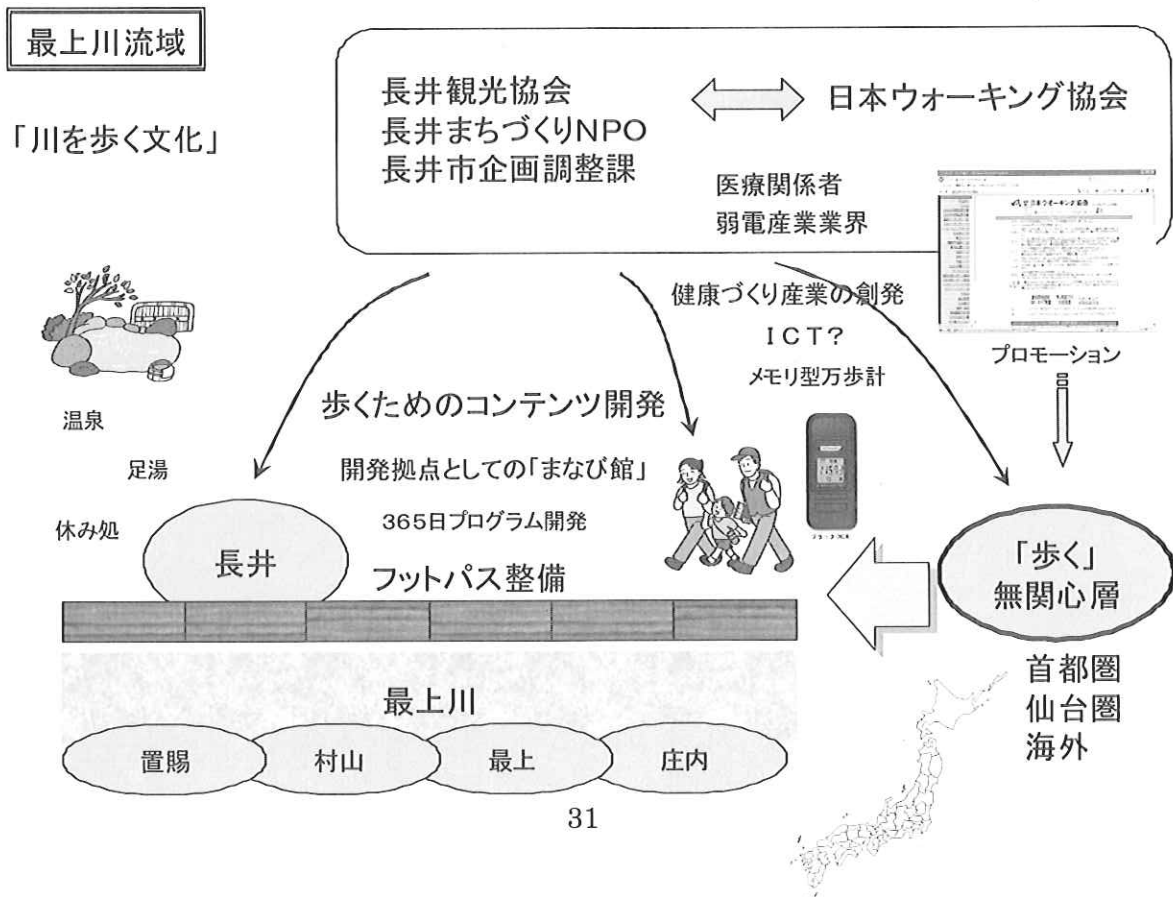 最上川流域
「川を歩く文化」
長井観光協会
長井まちづくりNPO
長井市企画調整課
日本ウォーキング協会
医療関係者
弱電産業業界
健康づくり産業の創発
ICT?
メモリ型万歩計
プロモーション
温泉
足湯
休み処
歩くためのコンテンツ開発
開発拠点としての「まなび館」
365日プログラム開発
長井
フットパス整備
「歩く」
無関心層
首都圏
仙台圏
海外
最上川
置賜
村山
最上
庄内
31